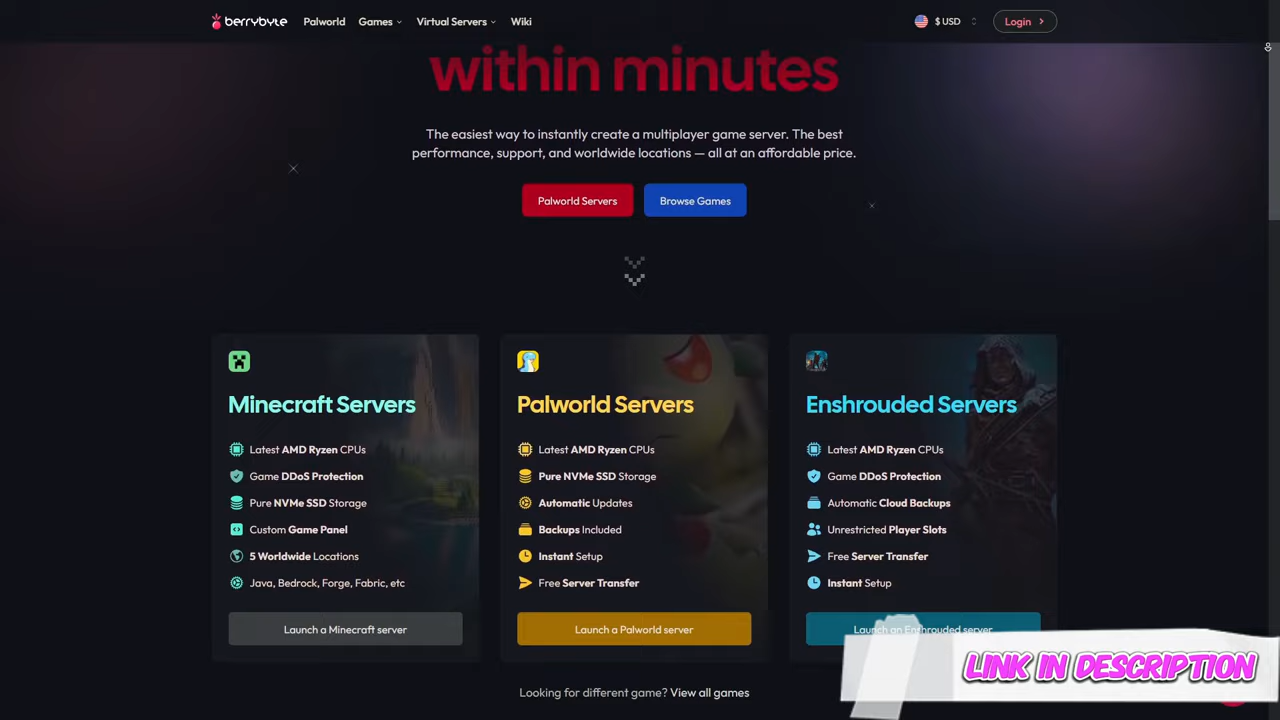 berrybyte
Palworld
Games
Virtual Servers
Wiki
$ USD
Login
within minutes
The easiest way to instantly create a multiplayer game server. The best
performance, support, and worldwide locations — all at an affordable price.
Palworld Servers
Browse Games
Minecraft Servers
Latest AMD Ryzen CPUs
Game DDoS Protection
Pure NVMe SSD Storage
Custom Game Panel
5 Worldwide Locations
Java, Bedrock, Forge, Fabric, etc
Launch a Minecraft server
Palworld Servers
Latest AMD Ryzen CPUs
Pure NVMe SSD Storage
Automatic Updates
Backups Included
Instant Setup
Free Server Transfer
Launch a Palworld server
Enshrouded Servers
Latest AMD Ryzen CPUs
Game DDoS Protection
Automatic Cloud Backups
Unrestricted Player Slots
Free Server Transfer
Instant Setup
Launch an Enshrouded server
LINK IN DESCRIPTION
Looking for different game? View all games